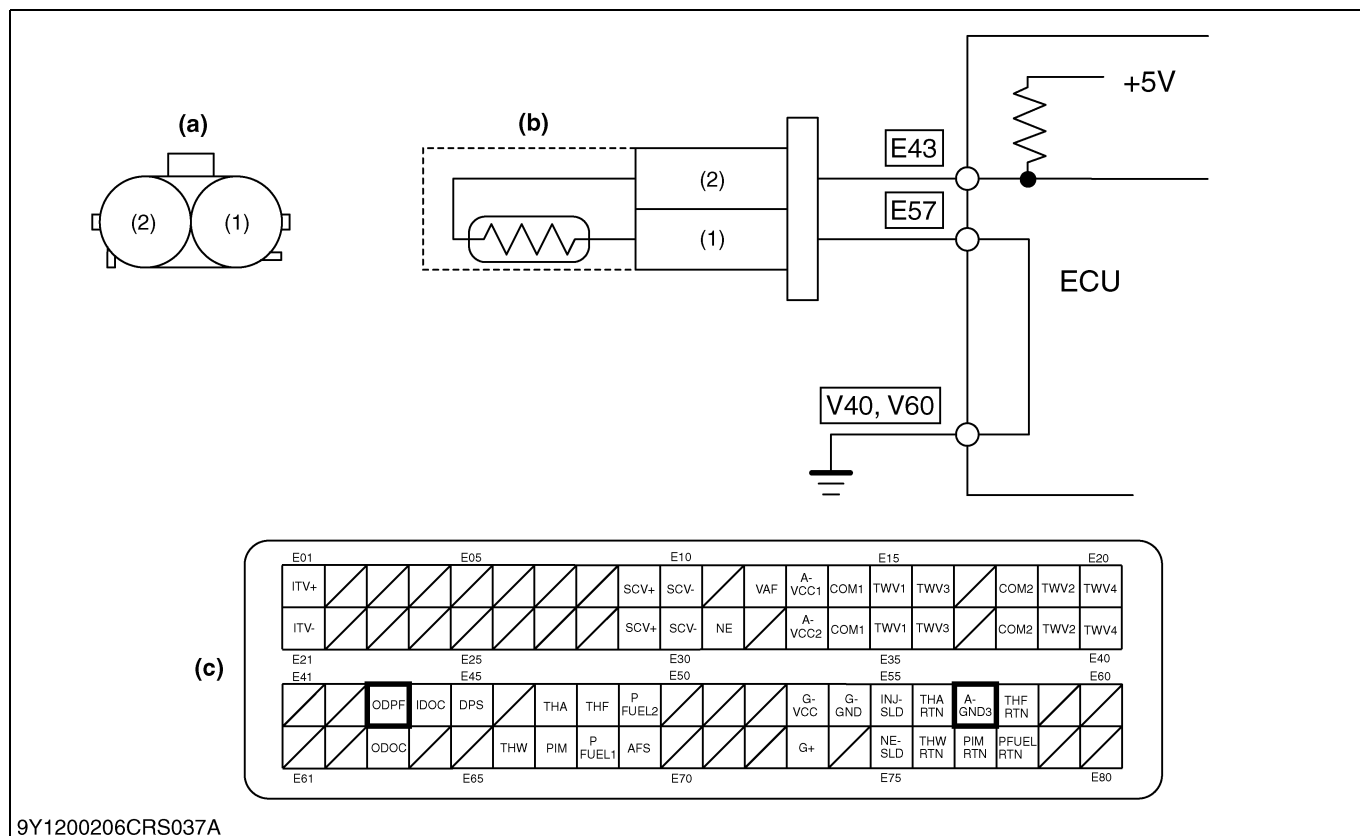 (a)
(2) (1)
(b)
(2)
(1)
E43
E57
+5V
ECU
V40, V60
(c)
E01 E05 E10 E15 E20
ITV+ SCV+ SCV- VAF A-VCC1 COM1 TWV1 TWV3 COM2 TWV2 TWV4
ITV- SCV+ SCV- NE A-VCC2 COM1 TWV1 TWV3 COM2 TWV2 TWV4
E21 E25 E30 E35 E40
E41 E45 E50 E55 E60
ODPF IDOC DPS THA THF P FUEL2 G-VCC G-GND INJ-SLD THA RTN A-GND3 THF RTN
ODOC THW PIM P FUEL1 AFS G+ NE-SLD THW RTN PIM RTN PFUEL RTN
E61 E65 E70 E75 E80
9Y1200206CRS037A